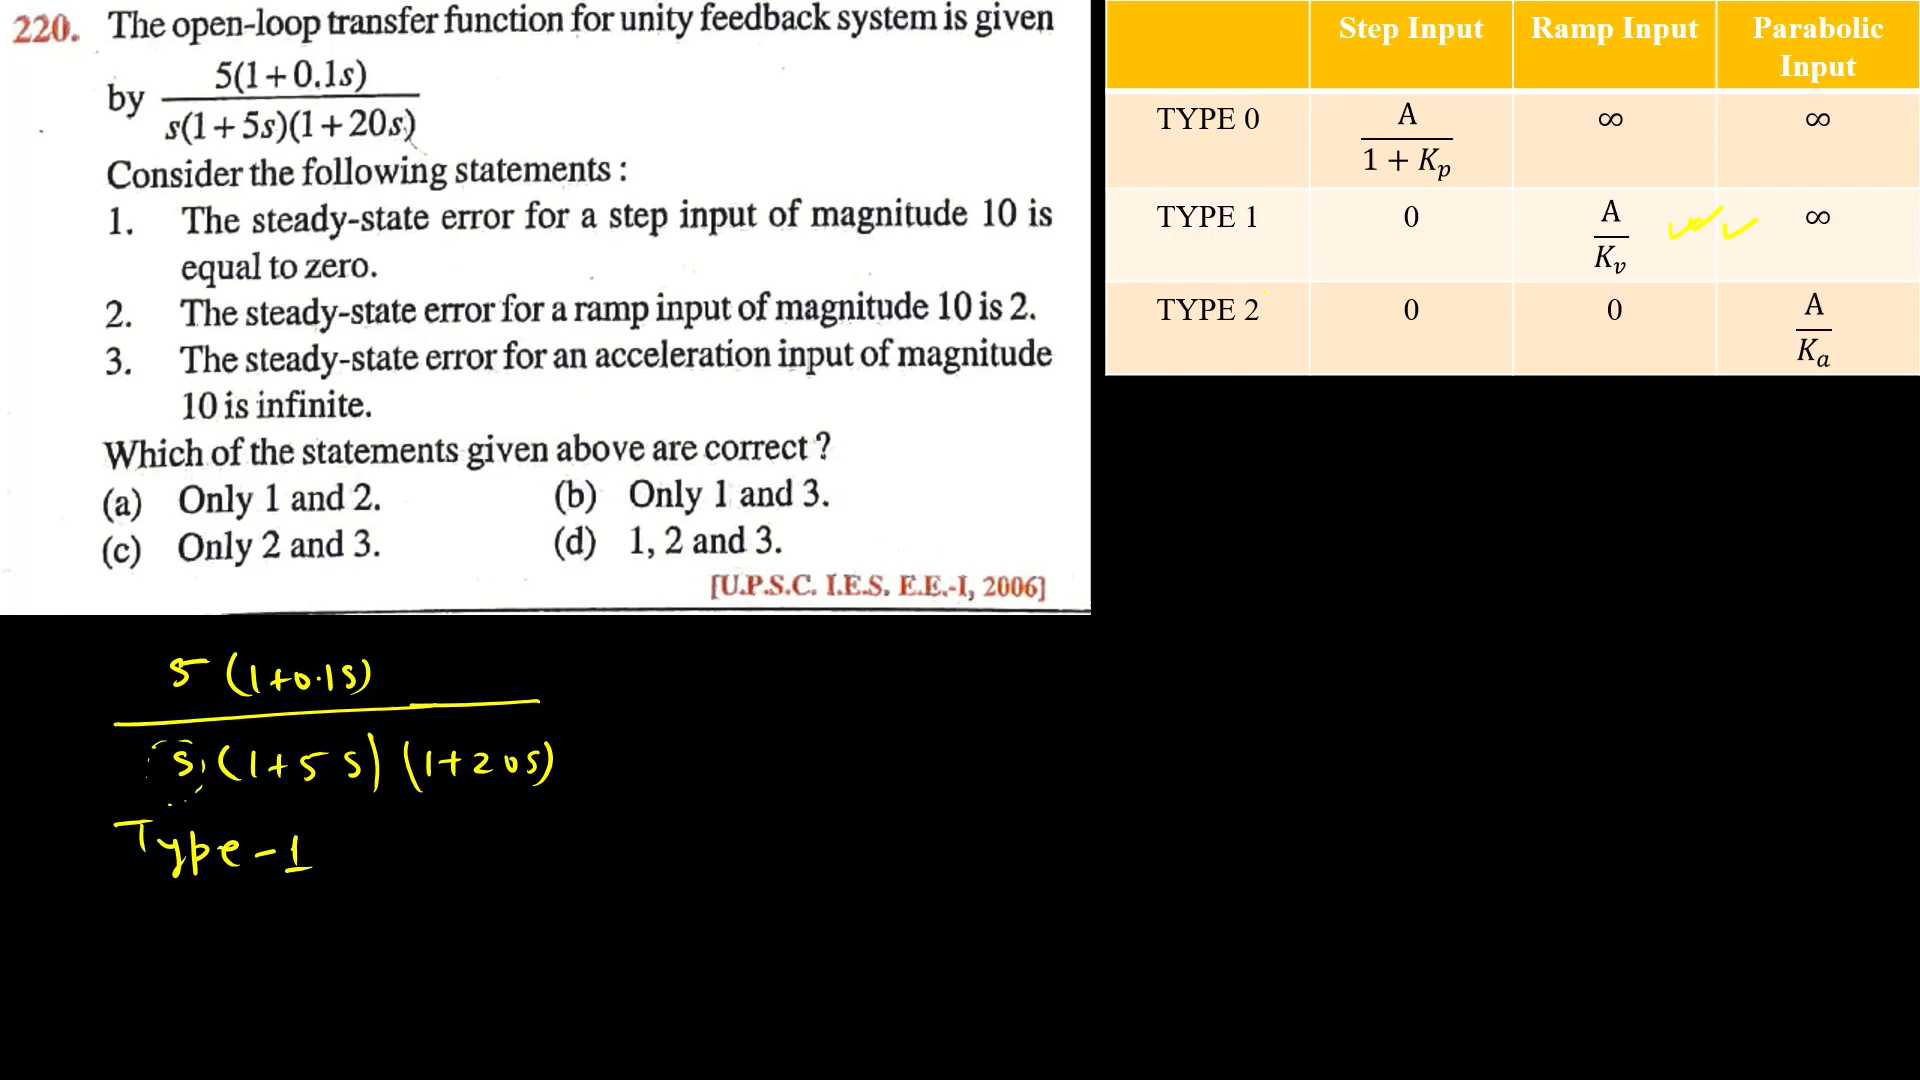 220. The open-loop transfer function for unity feedback system is given
by 5(1+0.1s) / s(1+5s)(1+20s)
Consider the following statements :
1. The steady-state error for a step input of magnitude 10 is
equal to zero.
2. The steady-state error for a ramp input of magnitude 10 is 2.
3. The steady-state error for an acceleration input of magnitude
10 is infinite.
Which of the statements given above are correct ?
(a) Only 1 and 2. (b) Only 1 and 3.
(c) Only 2 and 3. (d) 1, 2 and 3.
[U.P.S.C. I.E.S. E.E.-I, 2006]
Step Input Ramp Input Parabolic Input
TYPE 0 A / 1 + Kp ∞ ∞
TYPE 1 0 A / Kv ∞
TYPE 2 0 0 A / Ka
5 (1+0.1s)
s (1+5s) (1+20s)
Type-1